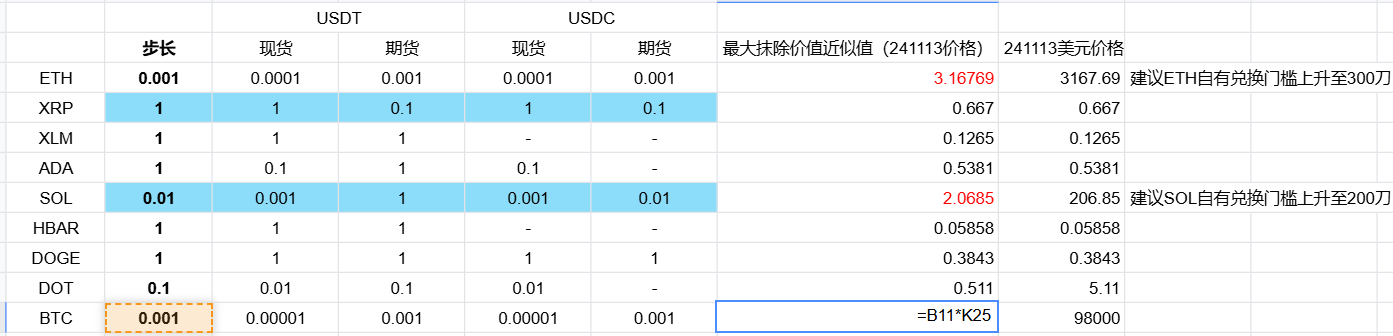 USDT USDC
步长 现货 期货 现货 期货 最大抹除价值近似值（241113价格） 241113美元价格
ETH 0.001 0.0001 0.001 0.0001 0.001 3.16769 3167.69 建议ETH自有兑换门槛上升至300刀
XRP 1 1 0.1 1 0.1 0.667 0.667
XLM 1 1 1 - - 0.1265 0.1265
ADA 1 0.1 1 0.1 - 0.5381 0.5381
SOL 0.01 0.001 1 0.001 0.01 2.0685 206.85 建议SOL自有兑换门槛上升至200刀
HBAR 1 1 1 - - 0.05858 0.05858
DOGE 1 1 1 1 1 0.3843 0.3843
DOT 0.1 0.01 0.1 0.01 - 0.511 5.11
BTC 0.001 0.00001 0.001 0.00001 0.001 =B11*K25 98000